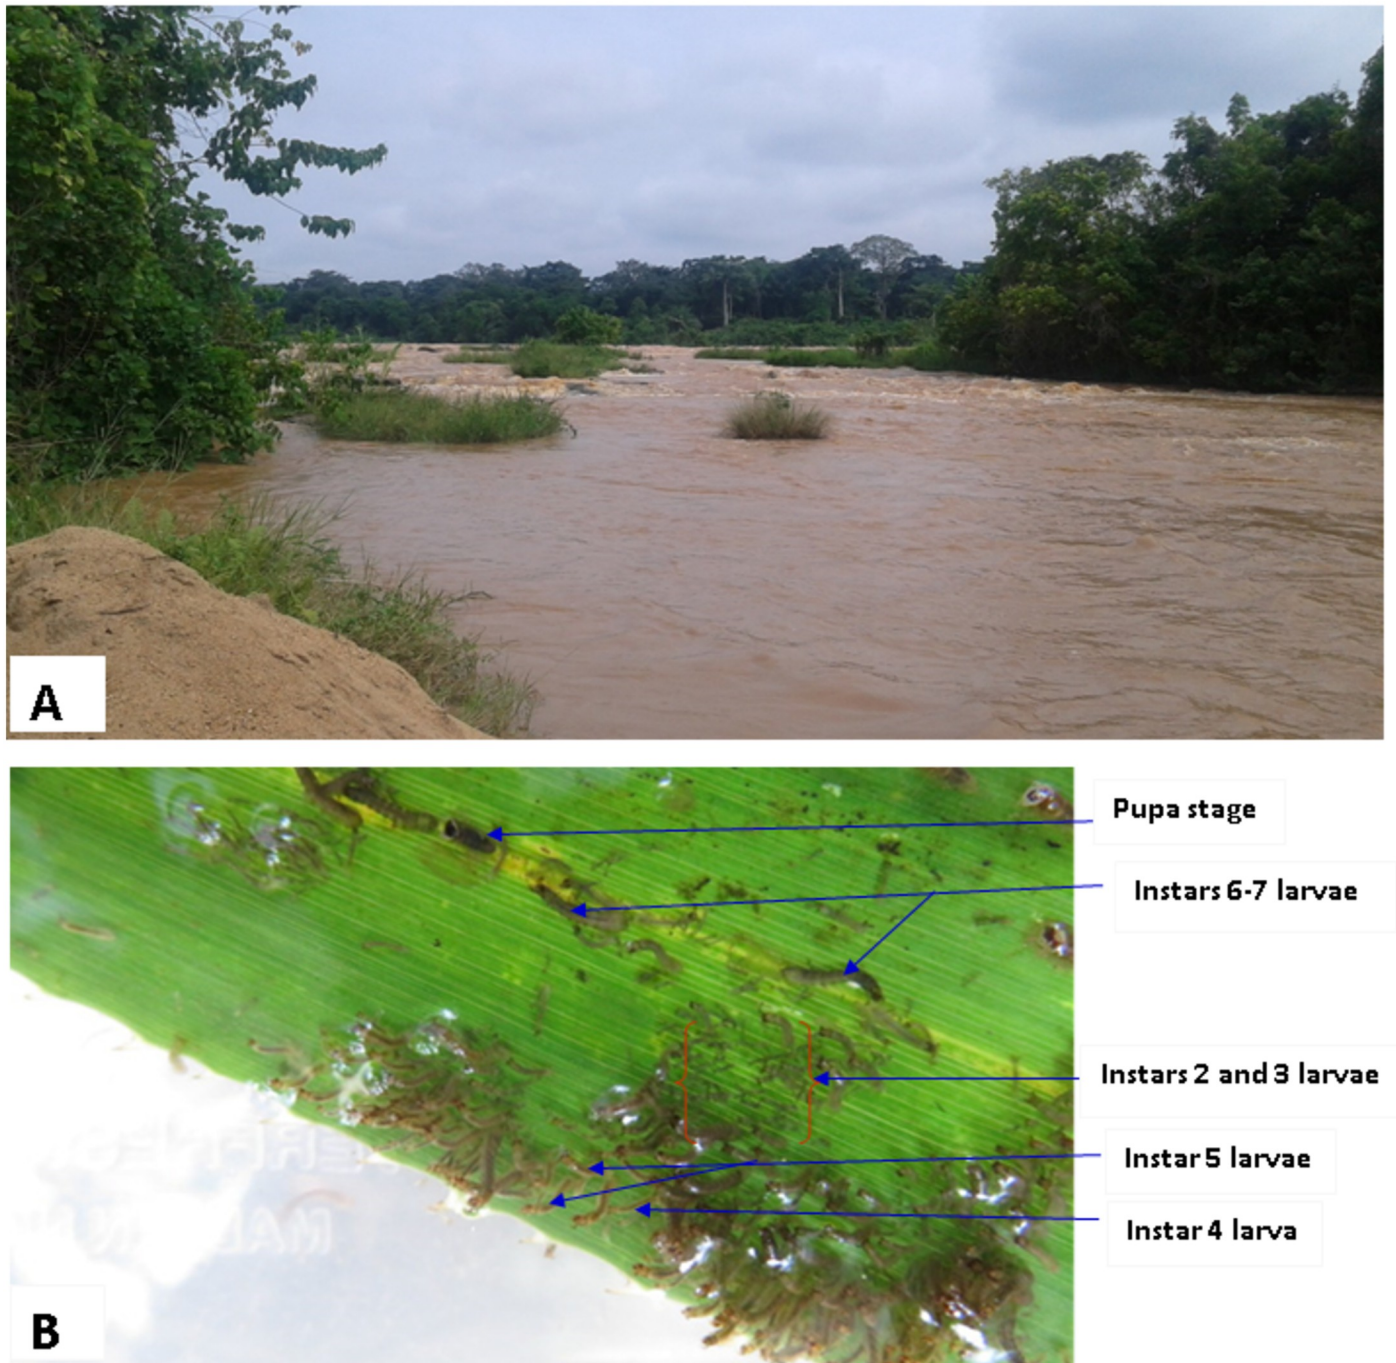 A
Pupa stage
Instars 6-7 larvae
Instars 2 and 3 larvae
Instar 5 larvae
Instar 4 larva
B